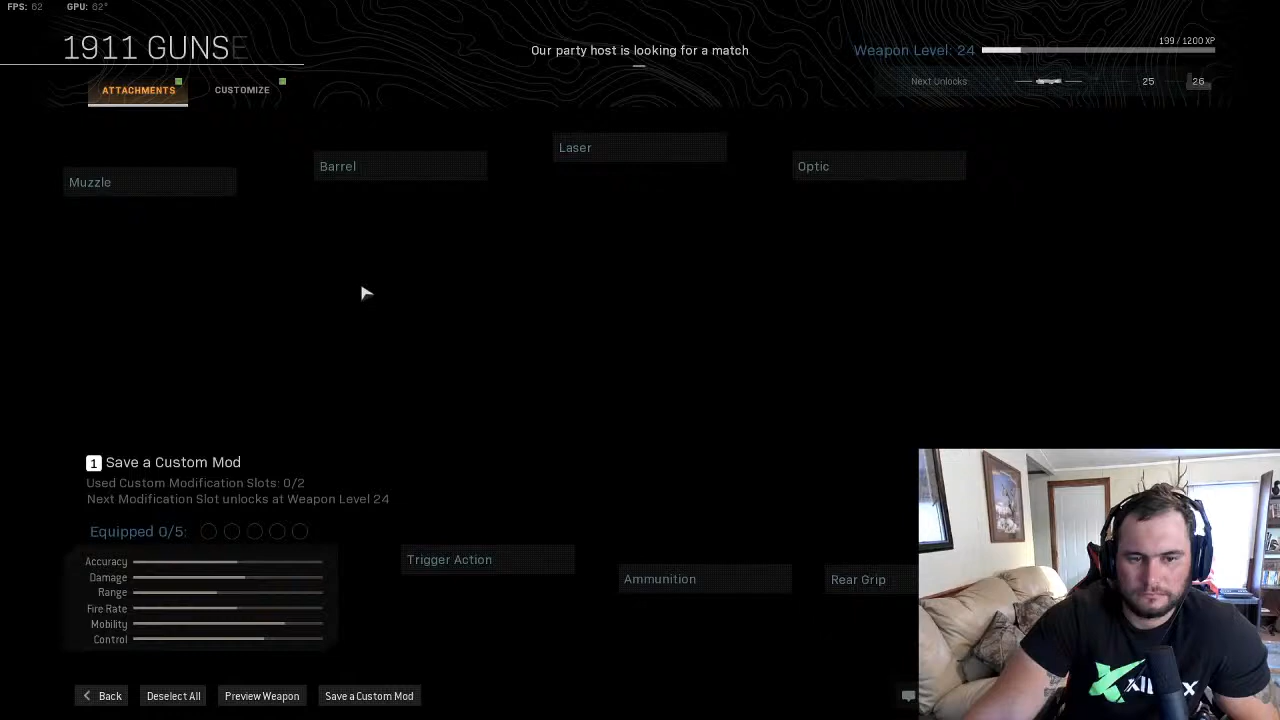 FPS: 62 GPU: 62°
1911 GUNSE
Our party host is looking for a match
Weapon Level: 24
199 / 1200 XP
ATTACHMENTS
CUSTOMIZE
Next Unlocks
25
26
Muzzle
Barrel
Laser
Optic
1 Save a Custom Mod
Used Custom Modification Slots: 0/2
Next Modification Slot unlocks at Weapon Level 24
Equipped 0/5:
Accuracy
Damage
Range
Fire Rate
Mobility
Control
Trigger Action
Ammunition
Rear Grip
Back
Deselect All
Preview Weapon
Save a Custom Mod